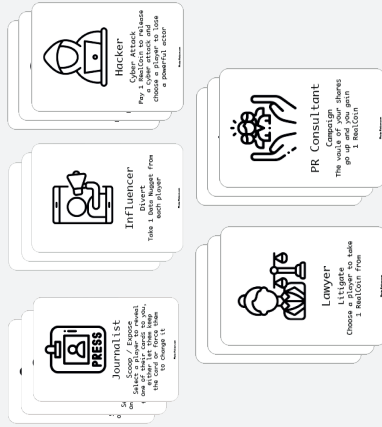 Hacker
Cyber Attack
Pay 1 RealCoin to release
a cyber attack and
choose a player to lose
a powerful actor
Influencer
Divert
Take 1 Data Nugget from
each player
PRESS
Journalist
Scoop / Expose
Select a player to reveal
one of their cards to you,
either let them keep
the card or force them
to change it
PR Consultant
Campaign
The vaule of your shares
go up and you gain
1 RealCoin
Lawyer
Litigate
Choose a player to take
1 RealCoin from